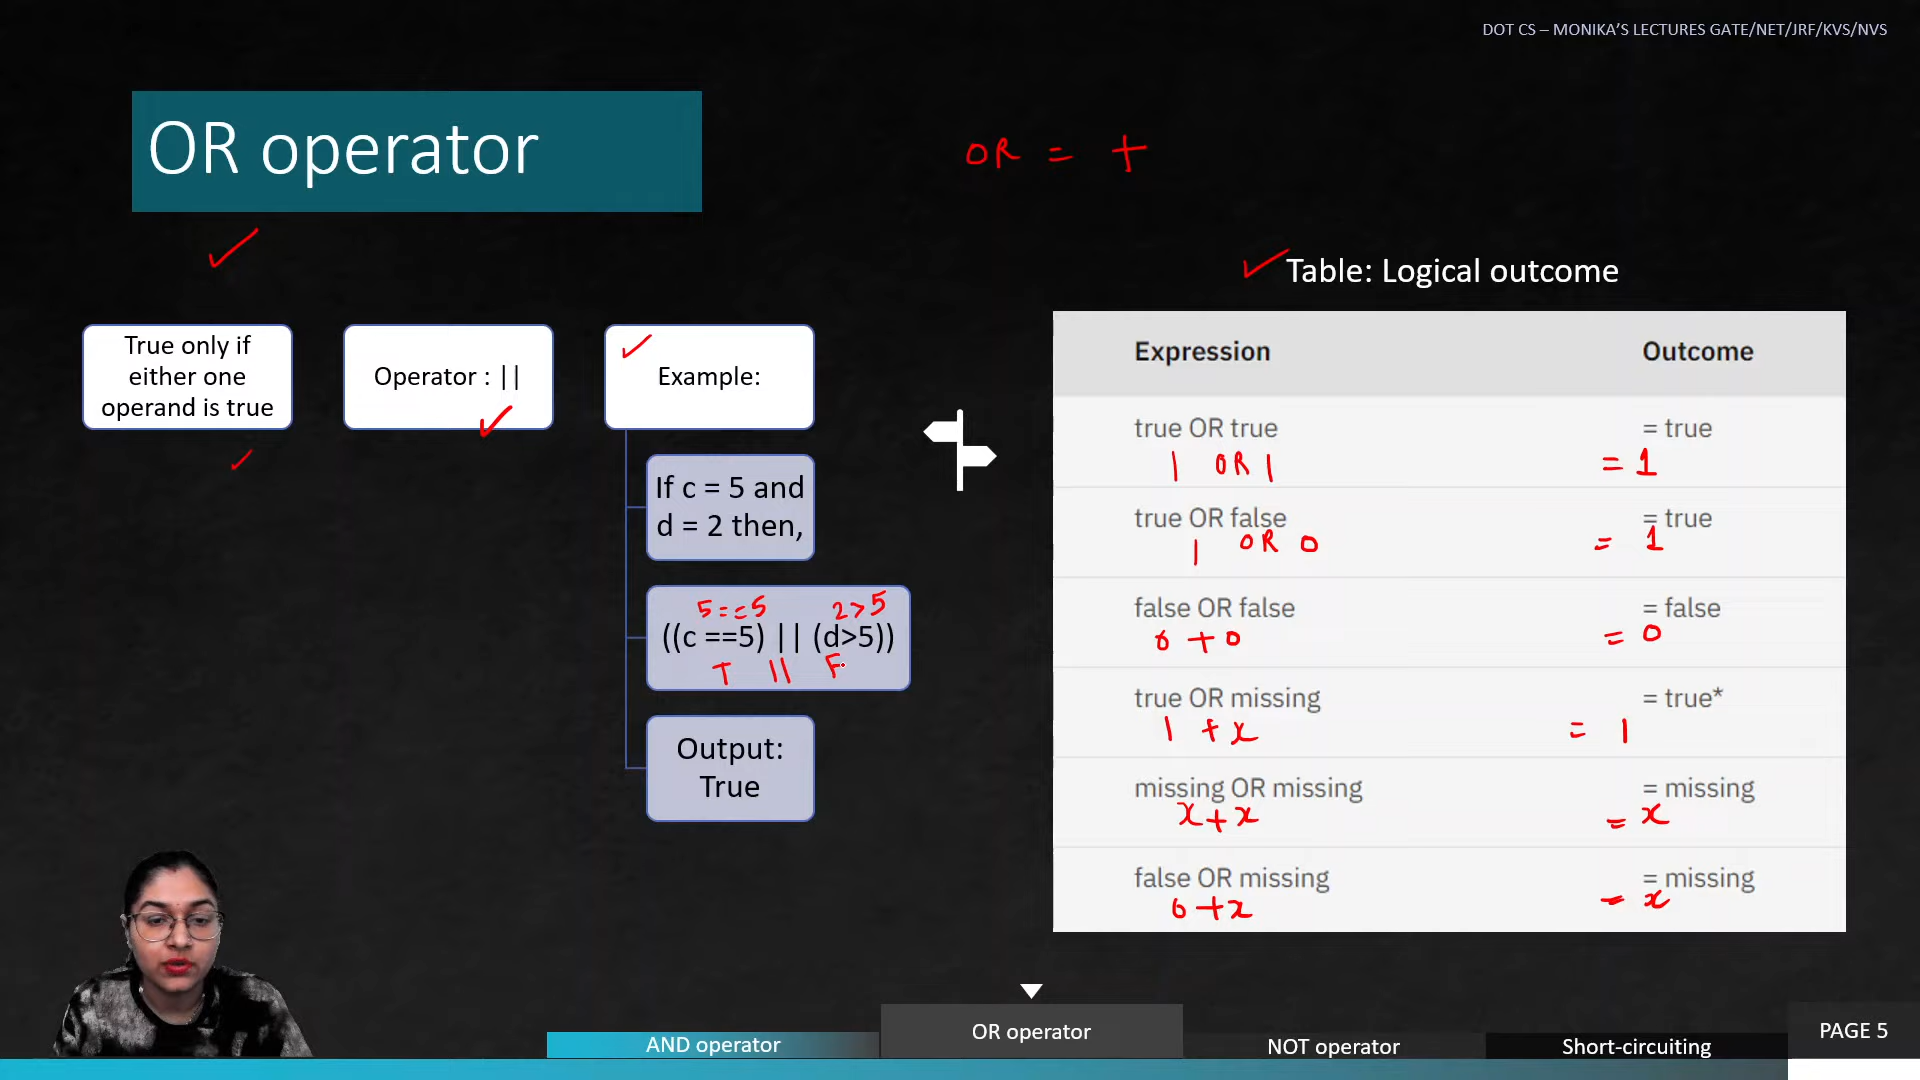 DOT CS – MONIKA’S LECTURES GATE/NET/JRF/KVS/NVS
OR operator
OR = +
True only if
either one
operand is true
Operator : ||
Example:
If c = 5 and
d = 2 then,
5==5 2>5
((c ==5) || (d>5))
T || F
Output:
True
Table: Logical outcome
Expression Outcome
true OR true = true
1 OR 1 = 1
true OR false = true
1 OR 0 = 1
false OR false = false
0 + 0 = 0
true OR missing = true*
1 + x = 1
missing OR missing = missing
x + x = x
false OR missing = missing
0 + x = x
AND operator
OR operator
NOT operator
Short-circuiting
PAGE 5